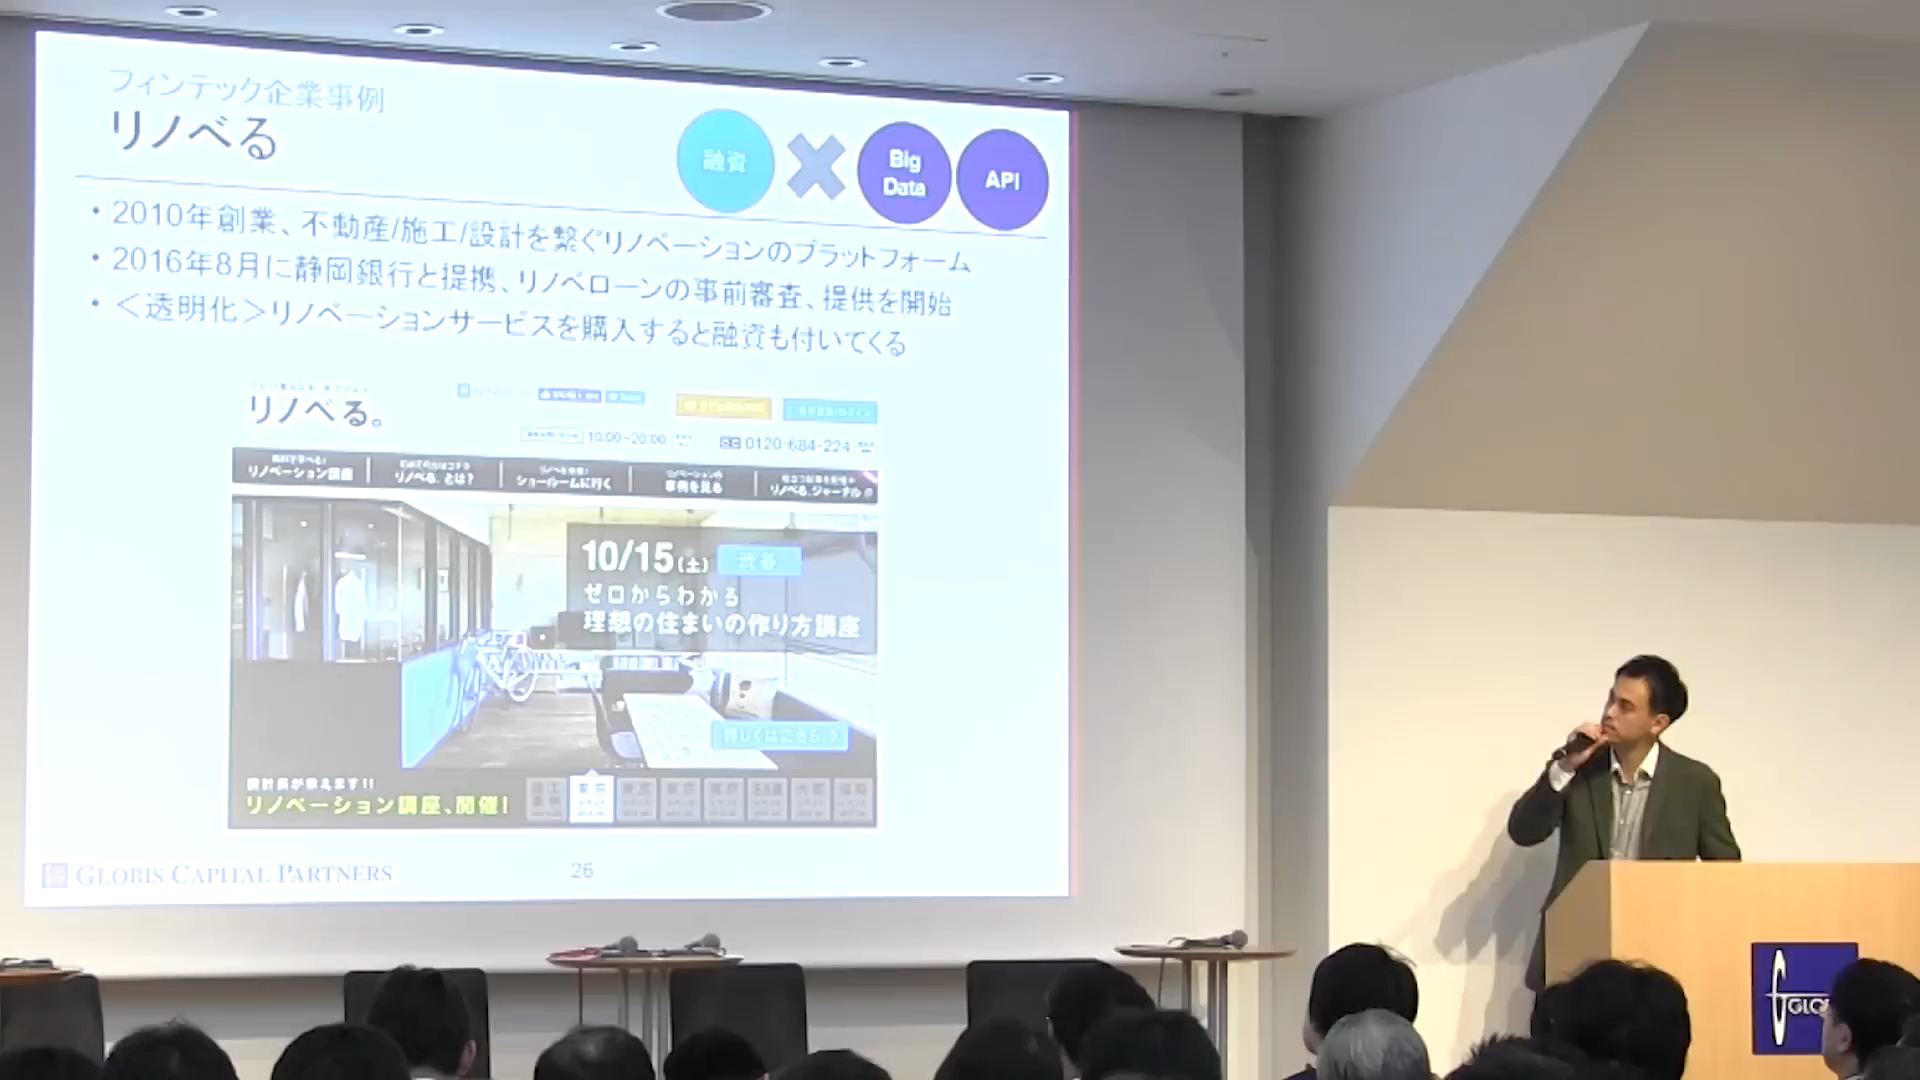 フィンテック企業事例
リノベる
融資
Big
Data
API
・2010年創業、不動産/施工/設計を繋ぐリノベーションのプラットフォーム
・2016年8月に静岡銀行と提携、リノベローンの事前審査、提供を開始
・＜透明化＞リノベーションサービスを購入すると融資も付いてくる
リノベる。
10:00~20:00
0120-684-224
リノベーション講座
リノベる。とは?
ショールームに行く
事例を見る
リノベる。ジャーナル
10/15(土) 渋谷
ゼロからわかる
理想の住まいの作り方講座
詳しくはこちら >
設計長が教えます!!
リノベーション講座、開催!
GLOBIS CAPITAL PARTNERS
26